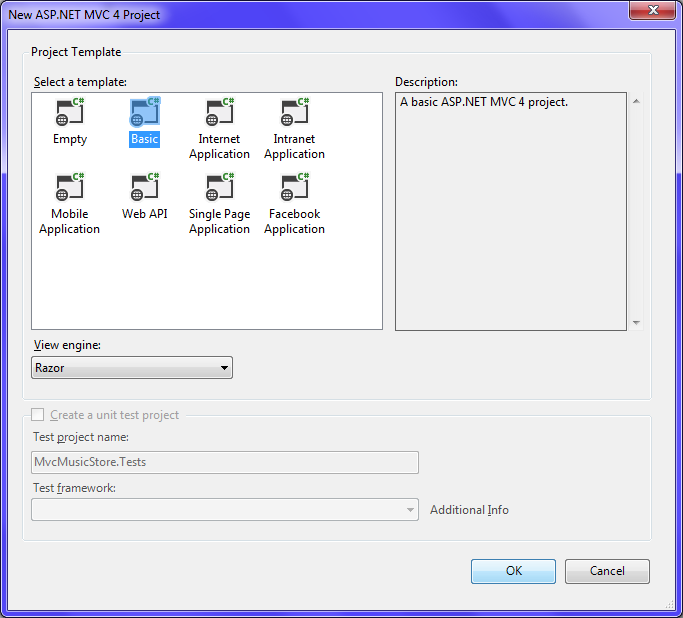 New ASP.NET MVC 4 Project
Project Template
Select a template:
Description:
C# C# C# C#
Empty Basic Internet Application Intranet Application
A basic ASP.NET MVC 4 project.
C# C# C# C#
Mobile Application Web API Single Page Application Facebook Application
View engine:
Razor
Create a unit test project
Test project name:
MvcMusicStore.Tests
Test framework:
Additional Info
OK Cancel